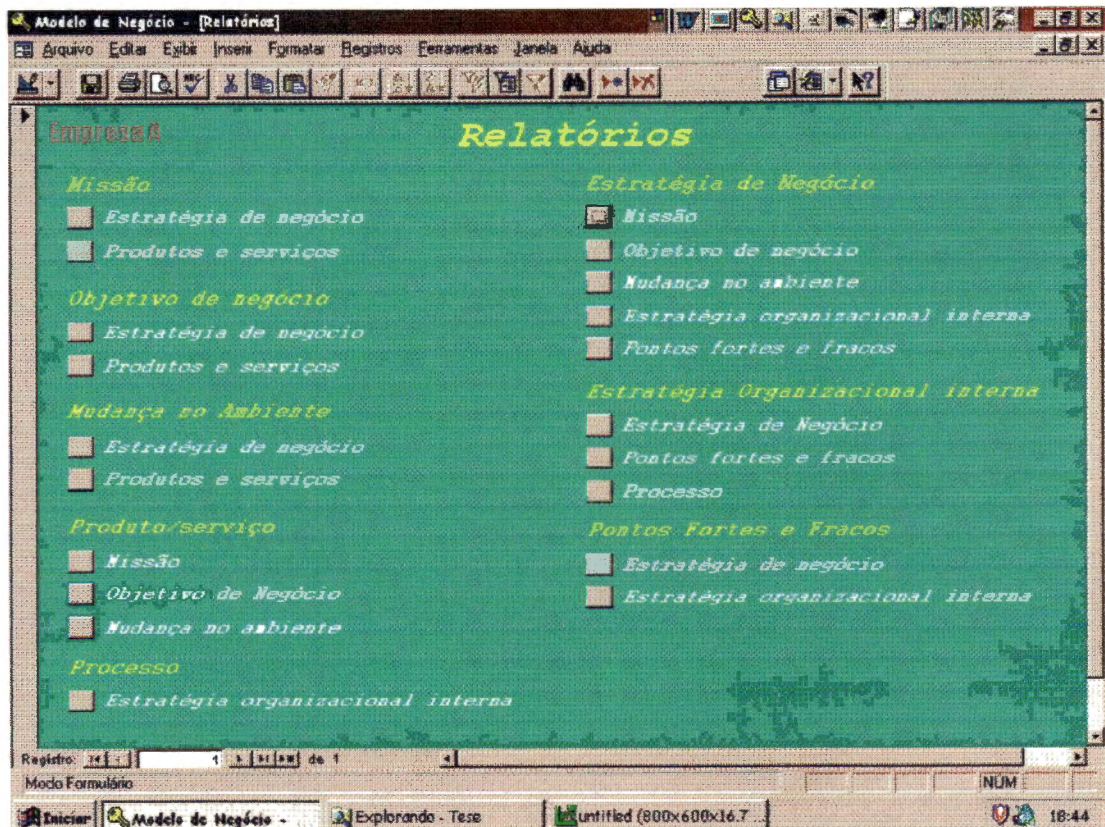 Modelo de Negócio - [Relatórios]
Arquivo Editar Exibir Inserir Formatar Registros Ferramentas Janela Ajuda
Empresa A
Relatórios
Missão
Estratégia de negócio
Produtos e serviços
Objetivo de negócio
Estratégia de negócio
Produtos e serviços
Mudança no Ambiente
Estratégia de negócio
Produtos e serviços
Produto/serviço
Missão
Objetivo de Negócio
Mudança no ambiente
Processo
Estratégia organizacional interna
Estratégia de Negócio
Missão
Objetivo de negócio
Mudança no ambiente
Estratégia organizacional interna
Pontos fortes e fracos
Estratégia Organizacional interna
Estratégia de Negócio
Pontos fortes e fracos
Processo
Pontos Fortes e Fracos
Estratégia de negócio
Estratégia organizacional interna
Registro: 1 de 1
Modo Formulário NUM
Iniciar Modelo de Negócio - Explorando - Tese untitled (800x600x16.7 ... 18:44